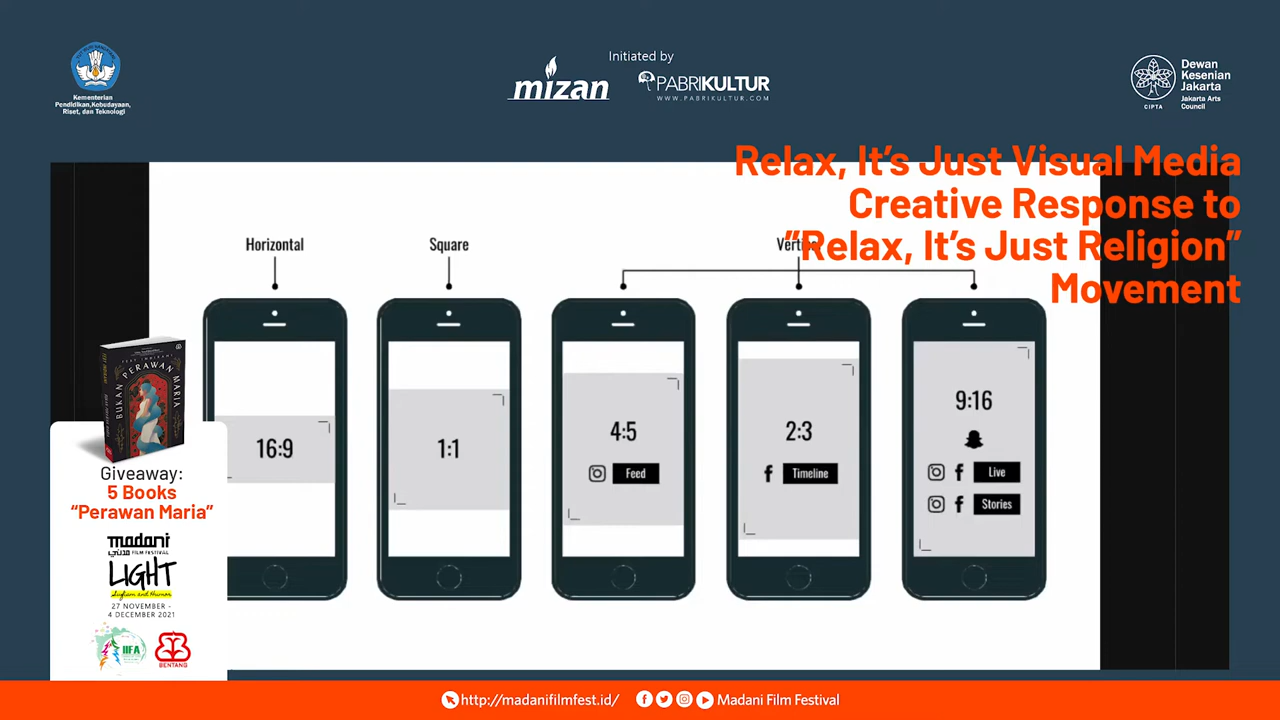 Kementerian
Pendidikan,Kebudayaan,
Riset, dan Teknologi
Initiated by
mizan
PABRIKULTUR
WWW.PABRIKULTUR.COM
CIPTA
Dewan
Kesenian
Jakarta
Jakarta Arts
Council
Relax, It's Just Visual Media
Creative Response to
"Relax, It's Just Religion"
Movement
Horizontal
Square
16:9
1:1
4:5
Feed
2:3
Timeline
9:16
Live
Stories
BUKAN PERAWAN MARIA
Giveaway:
5 Books
"Perawan Maria"
madani
FILM FESTIVAL
مدني
LIGHT
27 NOVEMBER -
4 DECEMBER 2021
IIFA
BENTANG
http://madanifilmfest.id/
Madani Film Festival